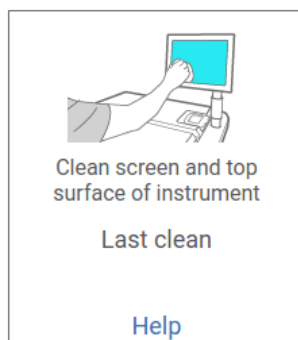 Clean screen and top
surface of instrument
Last clean
Help